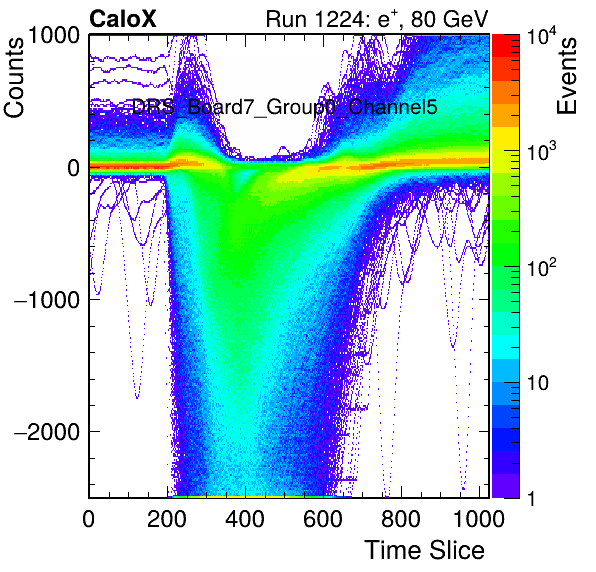 CaloX Run 1224: e⁺, 80 GeV
Counts
Events
DRS_Board7_Group0_Channel5
1000
0
−1000
−2000
10⁴
10³
10²
10
1
0 200 400 600 800 1000
Time Slice